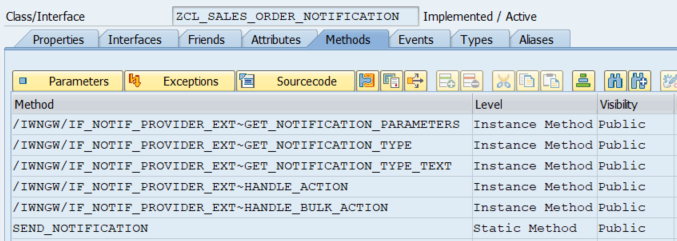 Class/Interface ZCL_SALES_ORDER_NOTIFICATION Implemented / Active
Properties Interfaces Friends Attributes Methods Events Types Aliases
Parameters Exceptions Sourcecode
Method Level Visibility
/IWNGW/IF_NOTIF_PROVIDER_EXT~GET_NOTIFICATION_PARAMETERS Instance Method Public
/IWNGW/IF_NOTIF_PROVIDER_EXT~GET_NOTIFICATION_TYPE Instance Method Public
/IWNGW/IF_NOTIF_PROVIDER_EXT~GET_NOTIFICATION_TYPE_TEXT Instance Method Public
/IWNGW/IF_NOTIF_PROVIDER_EXT~HANDLE_ACTION Instance Method Public
/IWNGW/IF_NOTIF_PROVIDER_EXT~HANDLE_BULK_ACTION Instance Method Public
SEND_NOTIFICATION Static Method Public